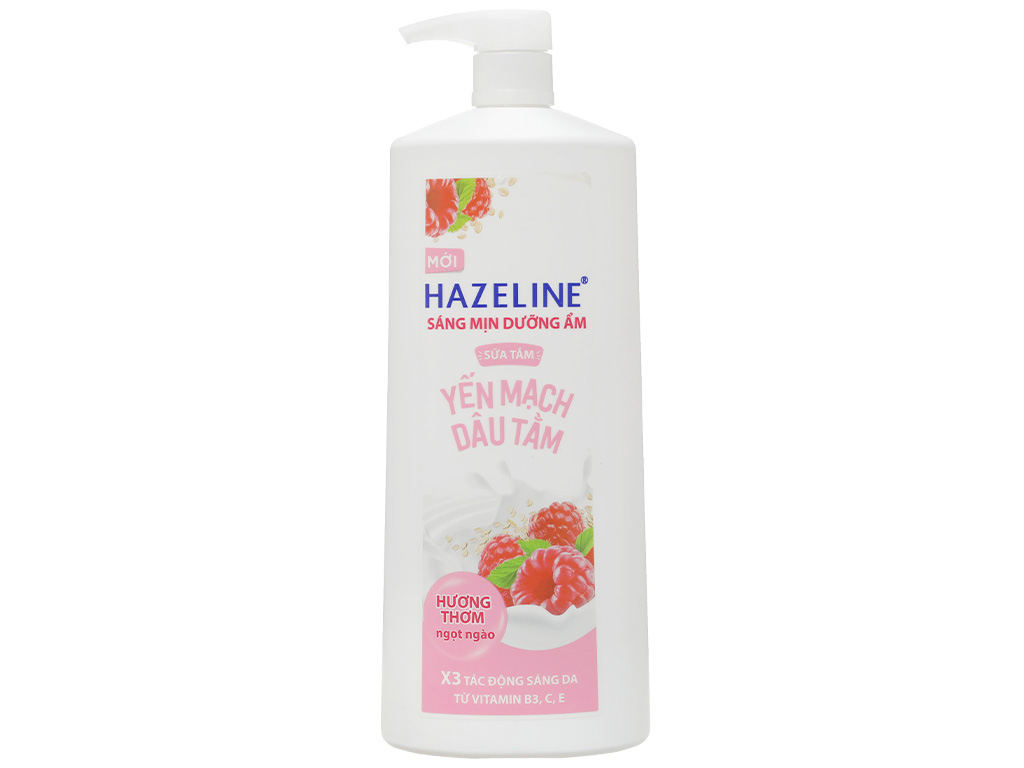 MỚI
HAZELINE®
SÁNG MỊN DƯỠNG ẨM
SỮA TẮM
YẾN MẠCH
DÂU TẰM
HƯƠNG
THƠM
ngọt ngào
X3 TÁC ĐỘNG SÁNG DA
TỪ VITAMIN B3, C, E